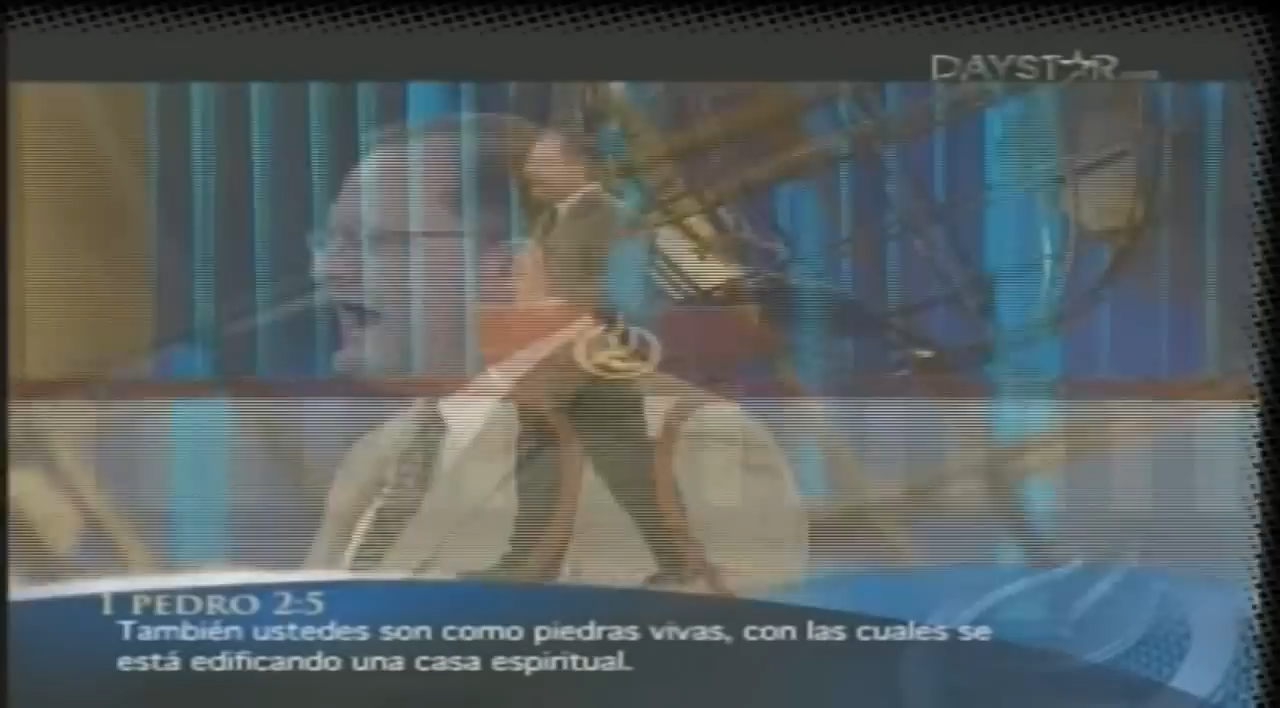 DAYSTAR
1 PEDRO 2:5
También ustedes son como piedras vivas, con las cuales se
está edificando una casa espiritual.